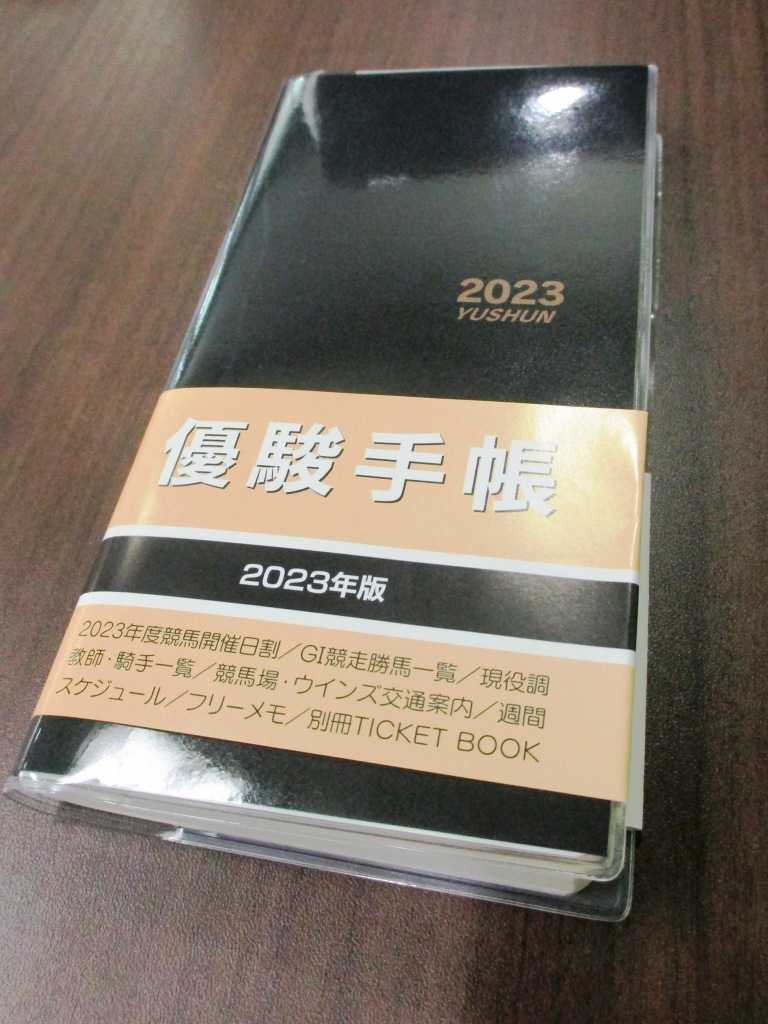 2023
YUSHUN
優駿手帳
2023年版
2023年度競馬開催日割／GI競走勝馬一覧／現役調
教師・騎手一覧／競馬場・ウインズ交通案内／週間
スケジュール／フリーメモ／別冊TICKET BOOK